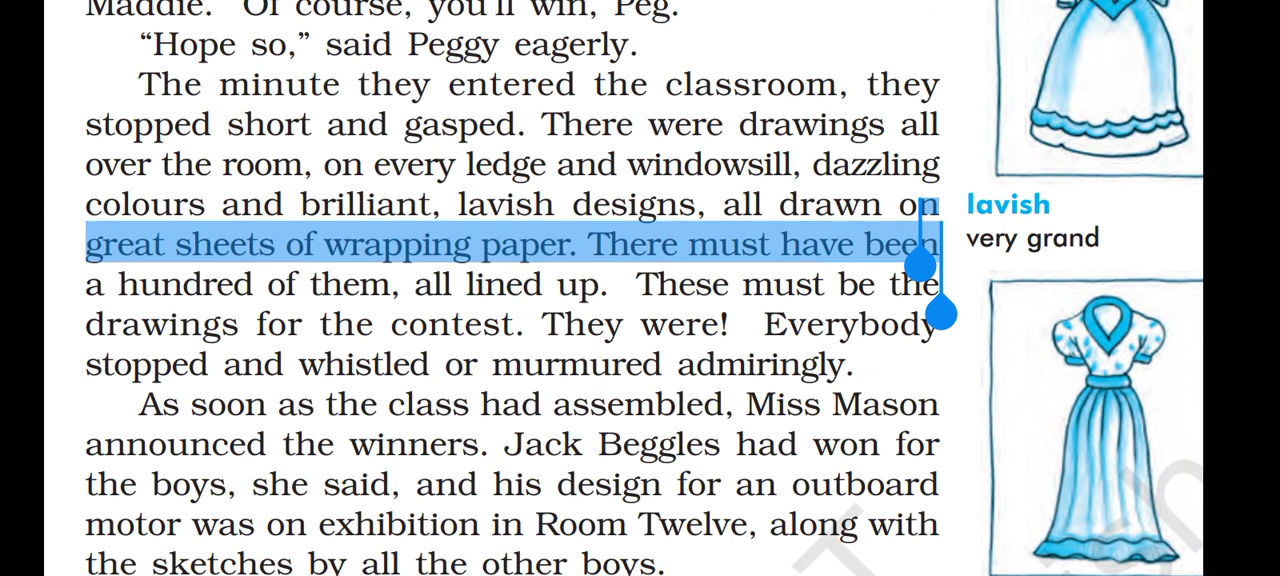 Maddie. "Of course, you'll win, Peg."
"Hope so," said Peggy eagerly.
The minute they entered the classroom, they
stopped short and gasped. There were drawings all
over the room, on every ledge and windowsill, dazzling
colours and brilliant, lavish designs, all drawn on
great sheets of wrapping paper. There must have been
a hundred of them, all lined up. These must be the
drawings for the contest. They were! Everybody
stopped and whistled or murmured admiringly.
As soon as the class had assembled, Miss Mason
announced the winners. Jack Beggles had won for
the boys, she said, and his design for an outboard
motor was on exhibition in Room Twelve, along with
the sketches by all the other boys.
lavish
very grand